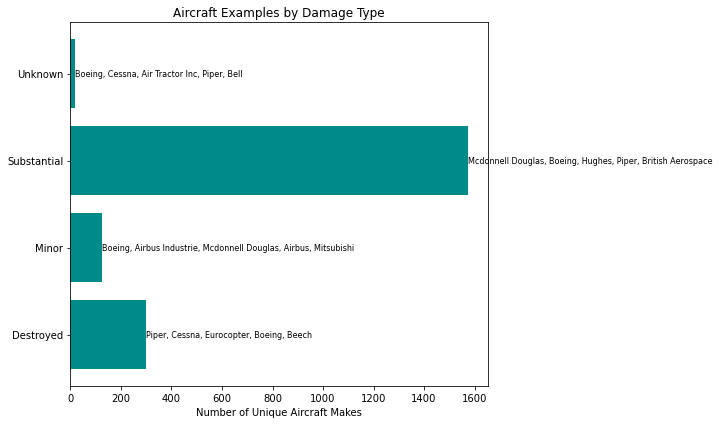 Aircraft Examples by Damage Type
Unknown
Boeing, Cessna, Air Tractor Inc, Piper, Bell
Substantial
Mcdonnell Douglas, Boeing, Hughes, Piper, British Aerospace
Minor
Boeing, Airbus Industrie, Mcdonnell Douglas, Airbus, Mitsubishi
Destroyed
Piper, Cessna, Eurocopter, Boeing, Beech
0 200 400 600 800 1000 1200 1400 1600
Number of Unique Aircraft Makes